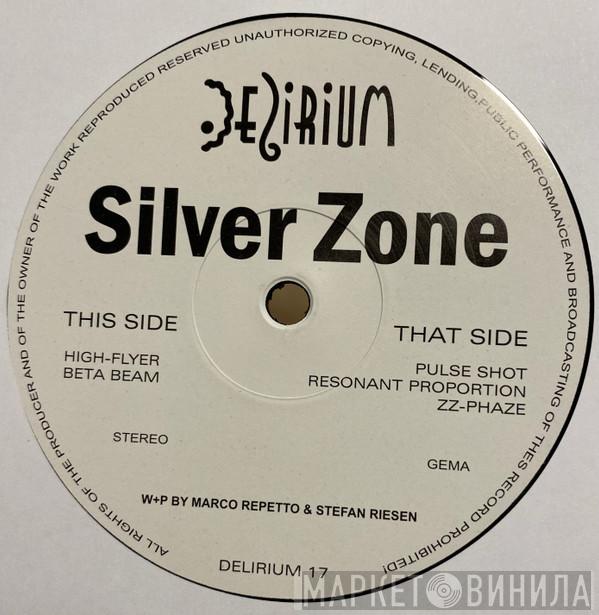 ALL RIGHTS OF THE PRODUCER AND OF THE OWNER OF THE WORK REPRODUCED RESERVED UNAUTHORIZED COPYING, LENDING,PUBLIC PERFORMANCE AND BROADCASTING OF THES RECORD PROHIBITED!
DELIRIUM
Silver Zone
THIS SIDE
HIGH-FLYER
BETA BEAM
STEREO
THAT SIDE
PULSE SHOT
RESONANT PROPORTION
ZZ-PHAZE
GEMA
W+P BY MARCO REPETTO & STEFAN RIESEN
DELIRIUM 17
МАРКЕТ ВИНИЛА